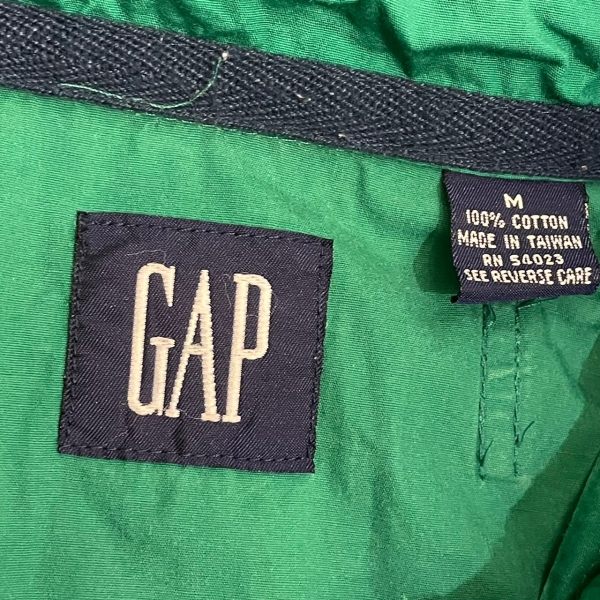 GAP
M
100% COTTON
MADE IN TAIWAN
RN 54023
SEE REVERSE CARE